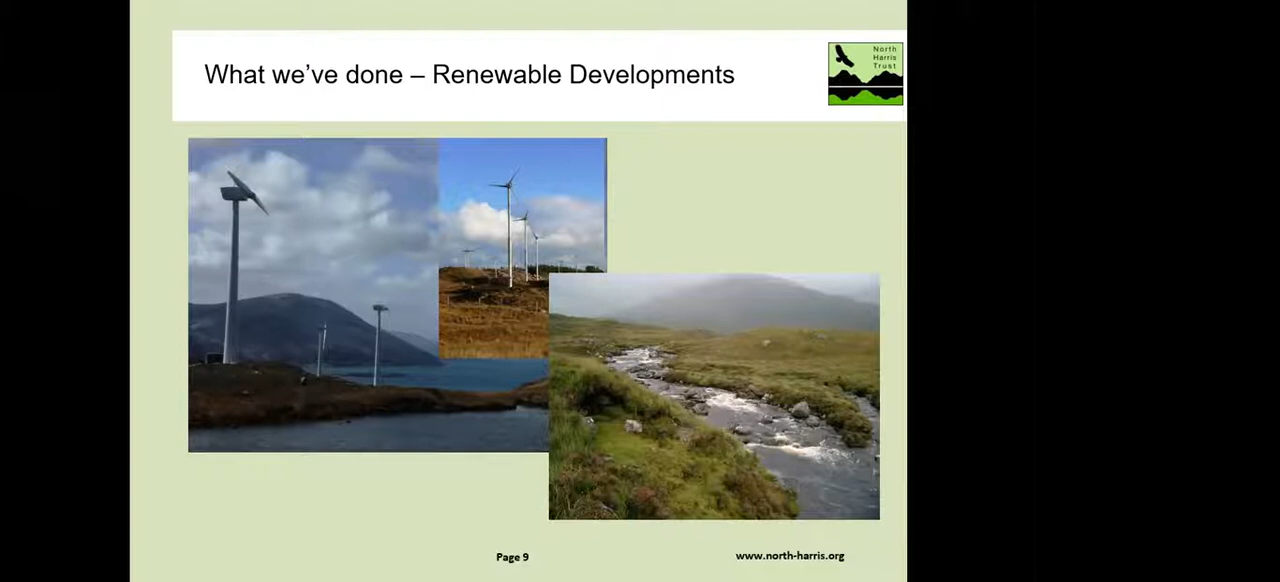 What we've done – Renewable Developments
North
Harris
Trust
Page 9
www.north-harris.org